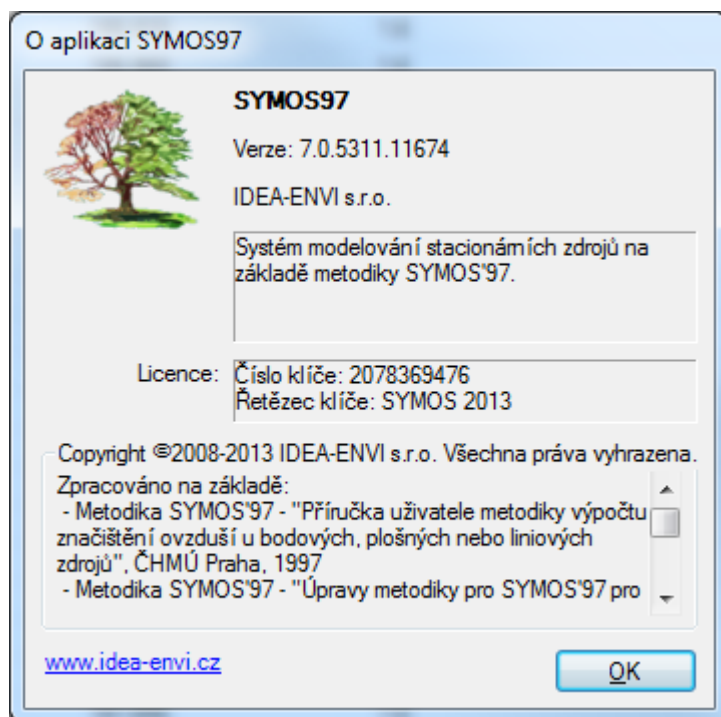 O aplikaci SYMOS97
SYMOS97
Verze: 7.0.5311.11674
IDEA-ENVI s.r.o.
Systém modelování stacionárních zdrojů na
základě metodiky SYMOS'97.
Licence:
Číslo klíče: 2078369476
Řetězec klíče: SYMOS 2013
Copyright ©2008-2013 IDEA-ENVI s.r.o. Všechna práva vyhrazena.
Zpracováno na základě:
- Metodika SYMOS'97 - "Příručka uživatele metodiky výpočtu
značištění ovzduší u bodových, plošných nebo liniových
zdrojů", ČHMÚ Praha, 1997
- Metodika SYMOS'97 - "Úpravy metodiky pro SYMOS'97 pro
www.idea-envi.cz
OK